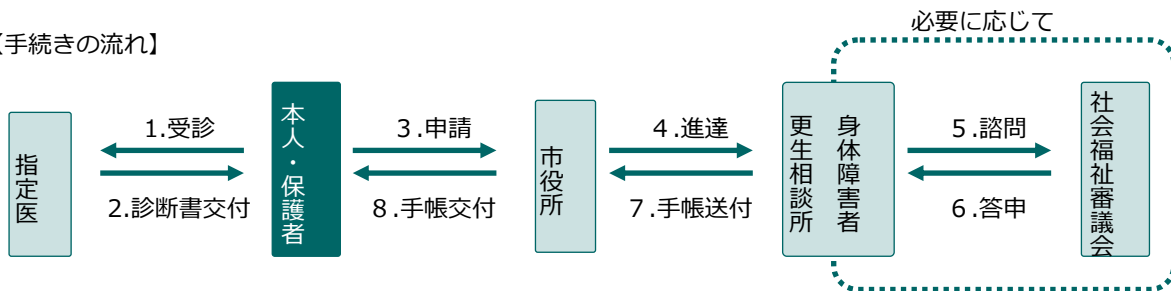 必要に応じて
【手続きの流れ】
指定医
1.受診
2.診断書交付
本人・保護者
３.申請
８.手帳交付
市役所
４.進達
７.手帳送付
身体障害者
更生相談所
５.諮問
６.答申
社会福祉審議会